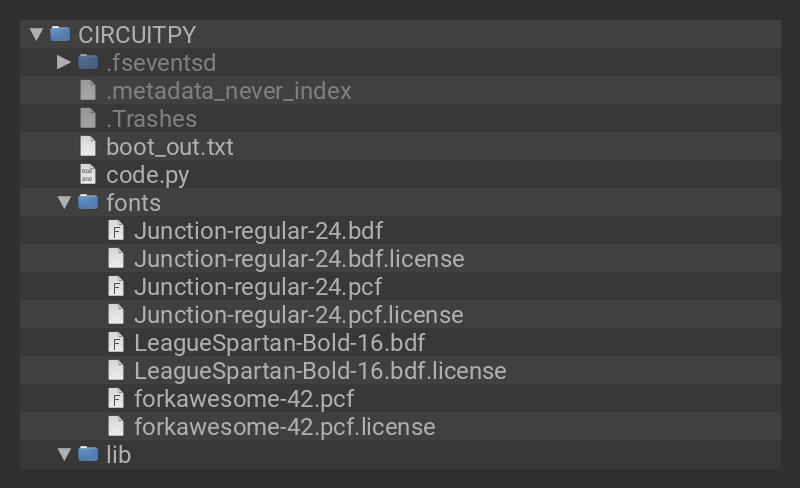 CIRCUITPY
.fseventsd
.metadata_never_index
.Trashes
boot_out.txt
code.py
fonts
Junction-regular-24.bdf
Junction-regular-24.bdf.license
Junction-regular-24.pcf
Junction-regular-24.pcf.license
LeagueSpartan-Bold-16.bdf
LeagueSpartan-Bold-16.bdf.license
forkawesome-42.pcf
forkawesome-42.pcf.license
lib